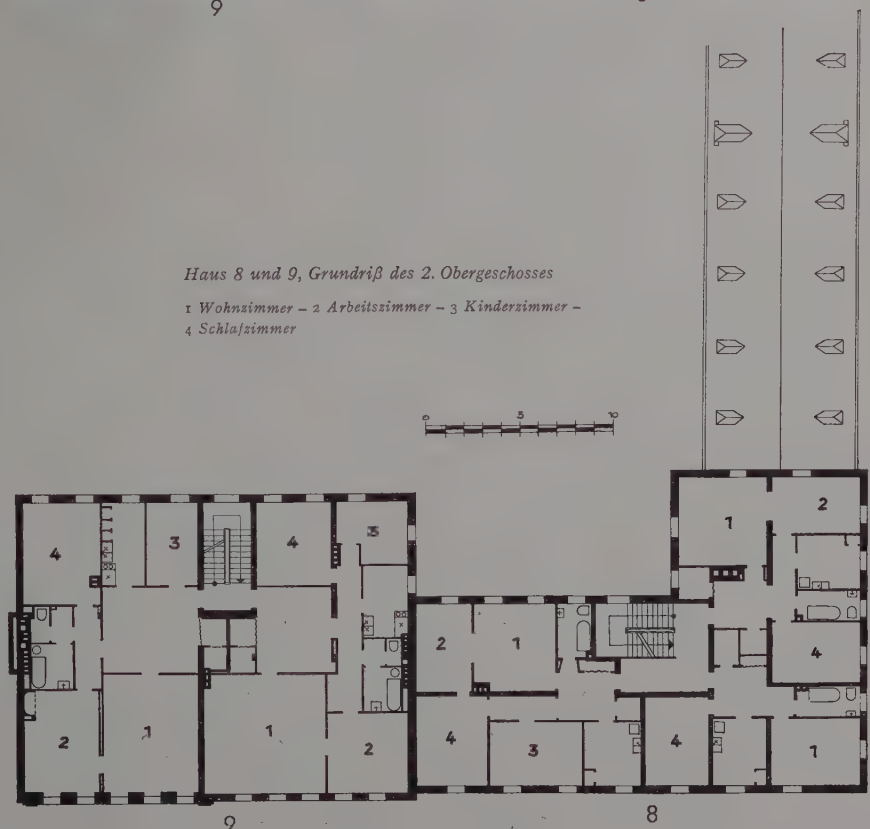 9
Haus 8 und 9, Grundriß des 2. Obergeschosses
1 Wohnzimmer – 2 Arbeitszimmer – 3 Kinderzimmer –
4 Schlafzimmer
0 5 10
1 2
4 3 4 3
2 1 4
4 3 4 1
2 1 1 2
9 8